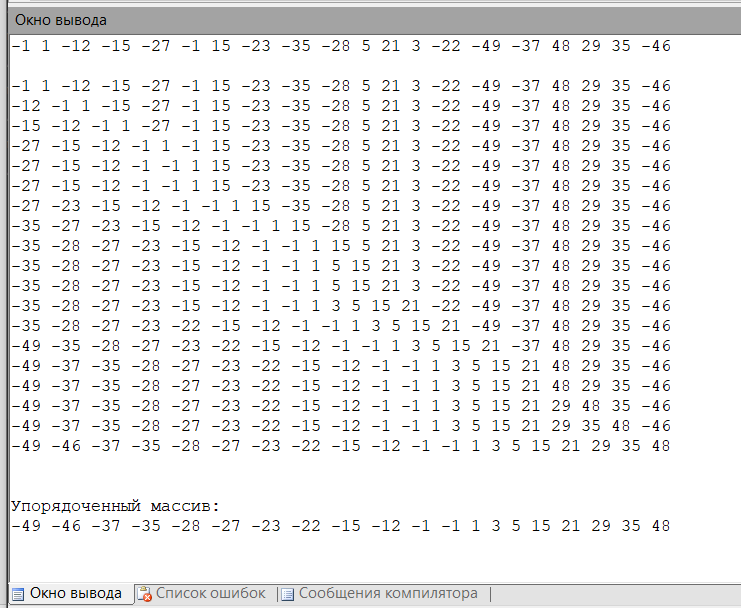 Окно вывода
-1 1 -12 -15 -27 -1 15 -23 -35 -28 5 21 3 -22 -49 -37 48 29 35 -46
-1 1 -12 -15 -27 -1 15 -23 -35 -28 5 21 3 -22 -49 -37 48 29 35 -46
-12 -1 1 -15 -27 -1 15 -23 -35 -28 5 21 3 -22 -49 -37 48 29 35 -46
-15 -12 -1 1 -27 -1 15 -23 -35 -28 5 21 3 -22 -49 -37 48 29 35 -46
-27 -15 -12 -1 1 -1 15 -23 -35 -28 5 21 3 -22 -49 -37 48 29 35 -46
-27 -15 -12 -1 -1 1 15 -23 -35 -28 5 21 3 -22 -49 -37 48 29 35 -46
-27 -15 -12 -1 -1 1 15 -23 -35 -28 5 21 3 -22 -49 -37 48 29 35 -46
-27 -23 -15 -12 -1 -1 1 15 -35 -28 5 21 3 -22 -49 -37 48 29 35 -46
-35 -27 -23 -15 -12 -1 -1 1 15 -28 5 21 3 -22 -49 -37 48 29 35 -46
-35 -28 -27 -23 -15 -12 -1 -1 1 15 5 21 3 -22 -49 -37 48 29 35 -46
-35 -28 -27 -23 -15 -12 -1 -1 1 5 15 21 3 -22 -49 -37 48 29 35 -46
-35 -28 -27 -23 -15 -12 -1 -1 1 5 15 21 3 -22 -49 -37 48 29 35 -46
-35 -28 -27 -23 -15 -12 -1 -1 1 3 5 15 21 -22 -49 -37 48 29 35 -46
-35 -28 -27 -23 -22 -15 -12 -1 -1 1 3 5 15 21 -49 -37 48 29 35 -46
-49 -35 -28 -27 -23 -22 -15 -12 -1 -1 1 3 5 15 21 -37 48 29 35 -46
-49 -37 -35 -28 -27 -23 -22 -15 -12 -1 -1 1 3 5 15 21 48 29 35 -46
-49 -37 -35 -28 -27 -23 -22 -15 -12 -1 -1 1 3 5 15 21 48 29 35 -46
-49 -37 -35 -28 -27 -23 -22 -15 -12 -1 -1 1 3 5 15 21 29 48 35 -46
-49 -37 -35 -28 -27 -23 -22 -15 -12 -1 -1 1 3 5 15 21 29 35 48 -46
-49 -46 -37 -35 -28 -27 -23 -22 -15 -12 -1 -1 1 3 5 15 21 29 35 48
Упорядоченный массив:
-49 -46 -37 -35 -28 -27 -23 -22 -15 -12 -1 -1 1 3 5 15 21 29 35 48
Окно вывода Список ошибок Сообщения компилятора